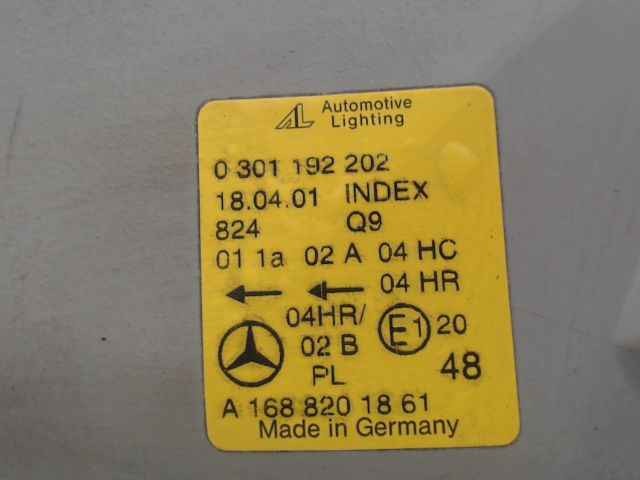 AL Automotive
Lighting
0 301 192 202
18.04.01 INDEX
824 Q9
01 1a 02 A 04 HC
04 HR
04HR/ E1 20
02 B
PL 48
A 168 820 18 61
Made in Germany